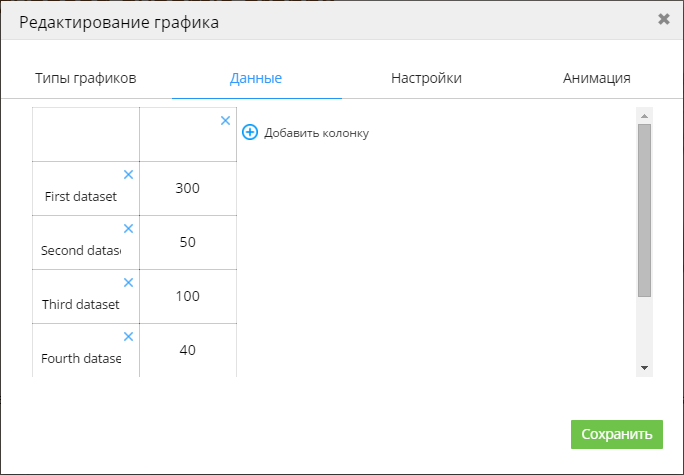 Редактирование графика
Типы графиков Данные Настройки Анимация
Добавить колонку
First dataset 300
Second datase 50
Third dataset 100
Fourth datase 40
Сохранить